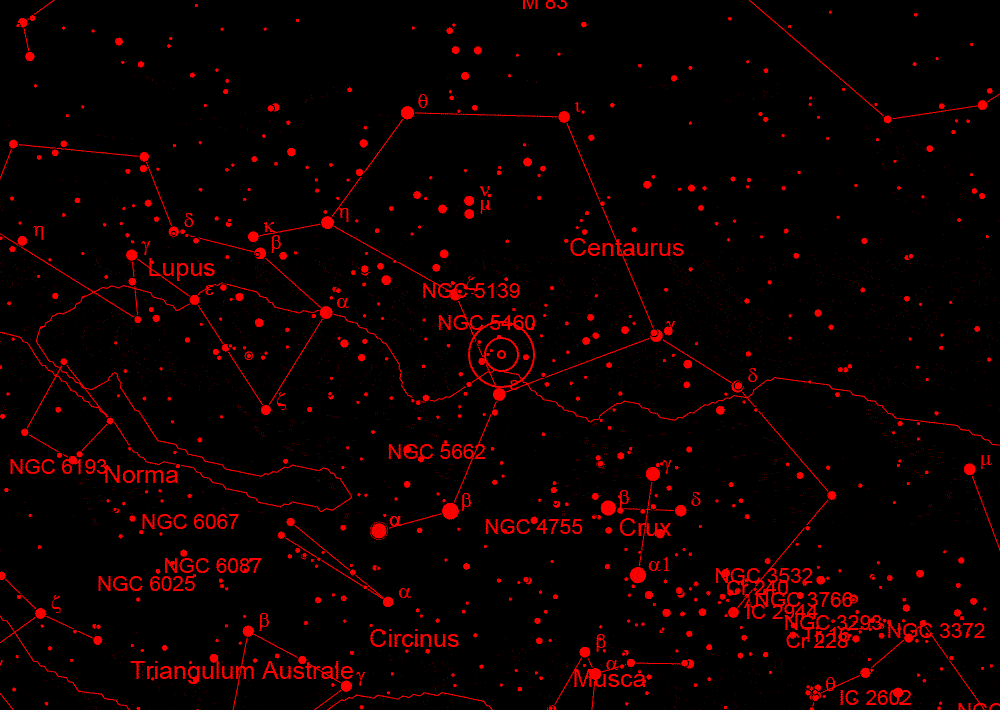 M 83
θ
ι
ν
μ
δ
κ
η
η
γ
β
Centaurus
Lupus
ζ
NGC 5139
ε
α
NGC 5460
γ
ε
δ
ζ
NGC 5662
μ
NGC 6193
Norma
γ
β
δ
β
α
NGC 6067
NGC 4755
Crux
NGC 6087
α1
NGC 6025
NGC 3532
Cr 240
α
NGC 3766
IC 2944
ζ
β
NGC 3293
NGC 3372
Circinus
β
Cr 228
Triangulum Australe
α
γ
Musca
θ
IC 2602